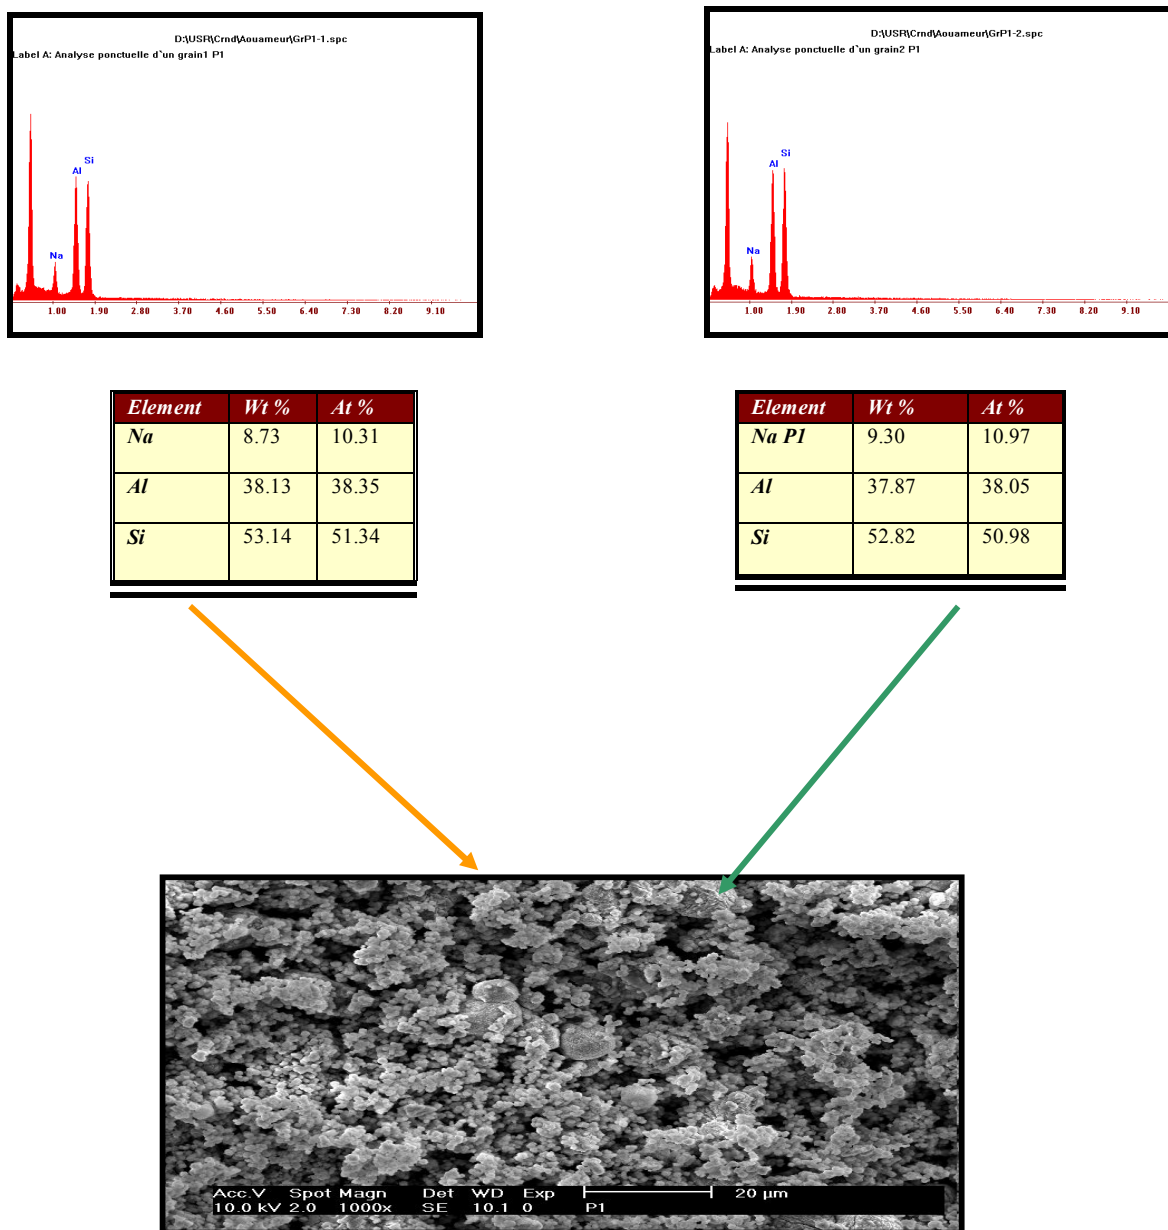 D:\USR\Crnd\Aouameur\GrP1-1.spc
Label A: Analyse ponctuelle d`un grain1 P1
Si
Al
Na
1.00 1.90 2.80 3.70 4.60 5.50 6.40 7.30 8.20 9.10
D:\USR\Crnd\Aouameur\GrP1-2.spc
Label A: Analyse ponctuelle d`un grain2 P1
Si
Al
Na
1.00 1.90 2.80 3.70 4.60 5.50 6.40 7.30 8.20 9.10
Element Wt % At %
Na 8.73 10.31
Al 38.13 38.35
Si 53.14 51.34
Element Wt % At %
Na P1 9.30 10.97
Al 37.87 38.05
Si 52.82 50.98
Acc.V Spot Magn Det WD Exp 20 µm
10.0 kV 2.0 1000x SE 10.1 0 P1